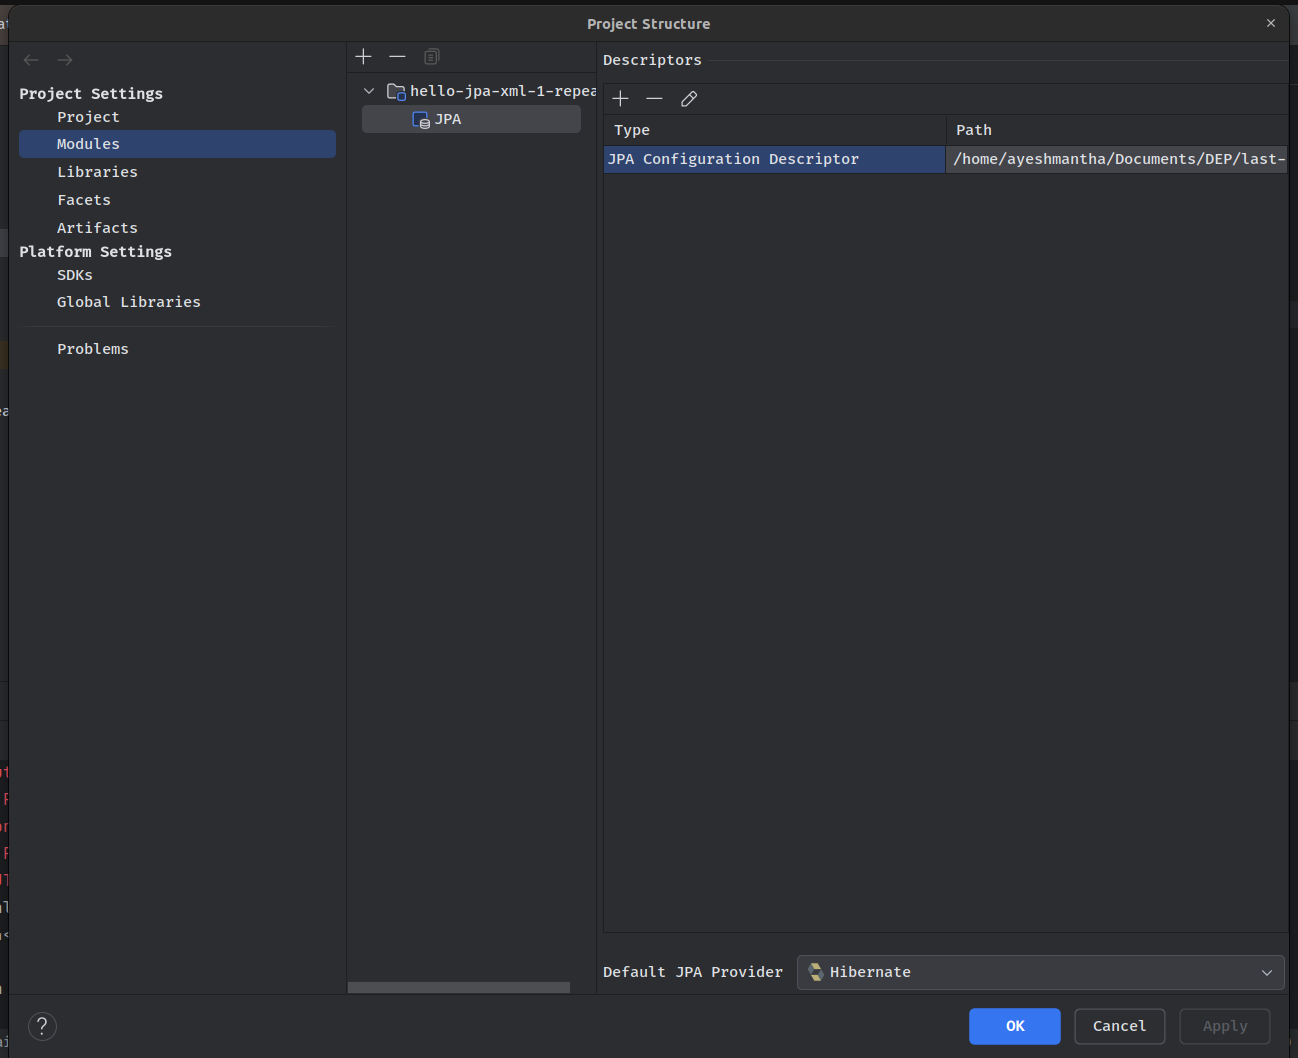 Project Structure
Project Settings
Project
Modules
Libraries
Facets
Artifacts
Platform Settings
SDKs
Global Libraries
Problems
hello-jpa-xml-1-repea
JPA
Descriptors
Type Path
JPA Configuration Descriptor /home/ayeshmantha/Documents/DEP/last-
Default JPA Provider Hibernate
? OK Cancel Apply